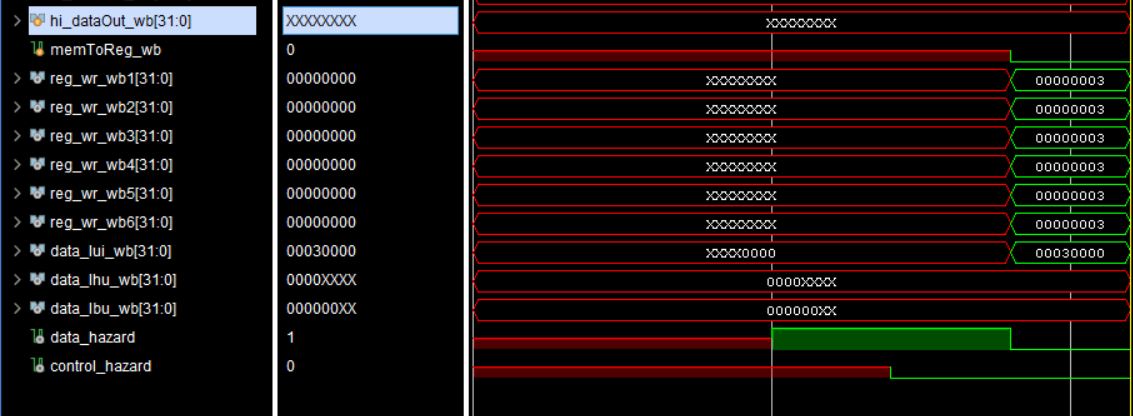 hi_dataOut_wb[31:0] XXXXXXXX XXXXXXXX
memToReg_wb 0
reg_wr_wb1[31:0] 00000000 XXXXXXXX 00000003
reg_wr_wb2[31:0] 00000000 XXXXXXXX 00000003
reg_wr_wb3[31:0] 00000000 XXXXXXXX 00000003
reg_wr_wb4[31:0] 00000000 XXXXXXXX 00000003
reg_wr_wb5[31:0] 00000000 XXXXXXXX 00000003
reg_wr_wb6[31:0] 00000000 XXXXXXXX 00000003
data_lui_wb[31:0] 00030000 XXXX0000 00030000
data_lhu_wb[31:0] 0000XXXX 0000XXXX
data_lbu_wb[31:0] 000000XX 000000XX
data_hazard 1
control_hazard 0